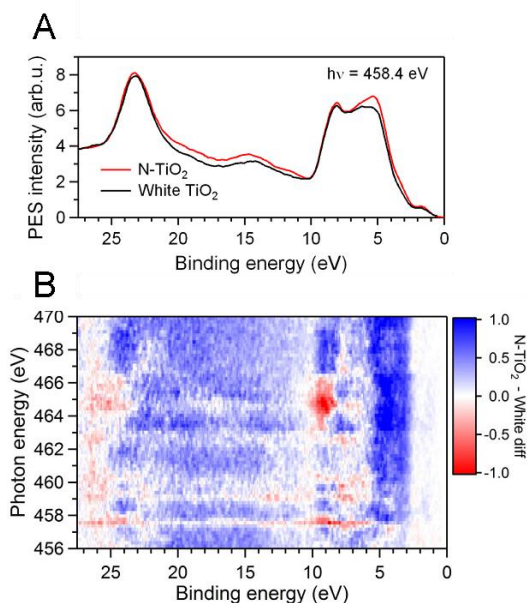 A
PES intensity (arb.u.)
8
6
4
2
0
hν = 458.4 eV
N-TiO₂
White TiO₂
25 20 15 10 5 0
Binding energy (eV)
B
Photon energy (eV)
470
468
466
464
462
460
458
456
1.0
0.5
0.0
-0.5
-1.0
N-TiO₂ - White diff
25 20 15 10 5 0
Binding energy (eV)